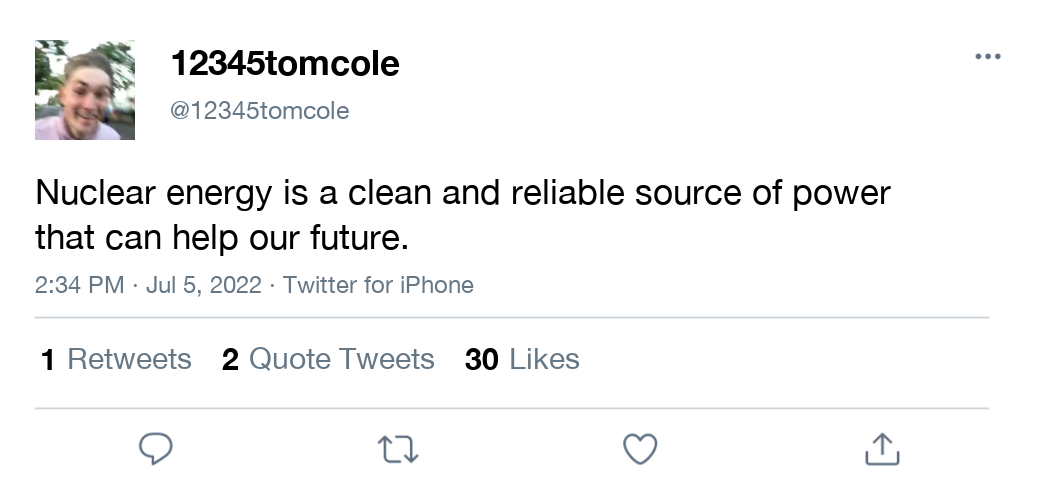 12345tomcole
@12345tomcole
Nuclear energy is a clean and reliable source of power
that can help our future.
2:34 PM · Jul 5, 2022 · Twitter for iPhone
1 Retweets 2 Quote Tweets 30 Likes